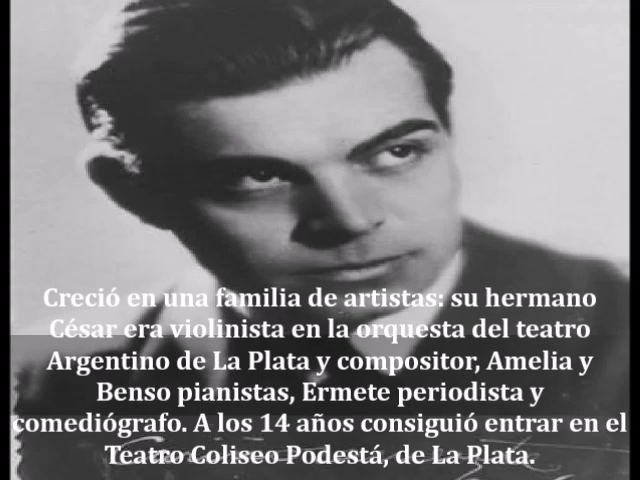 Creció en una familia de artistas: su hermano
César era violinista en la orquesta del teatro
Argentino de La Plata y compositor, Amelia y
Benso pianistas, Ermete periodista y
comediógrafo. A los 14 años consiguió entrar en el
Teatro Coliseo Podestá, de La Plata.